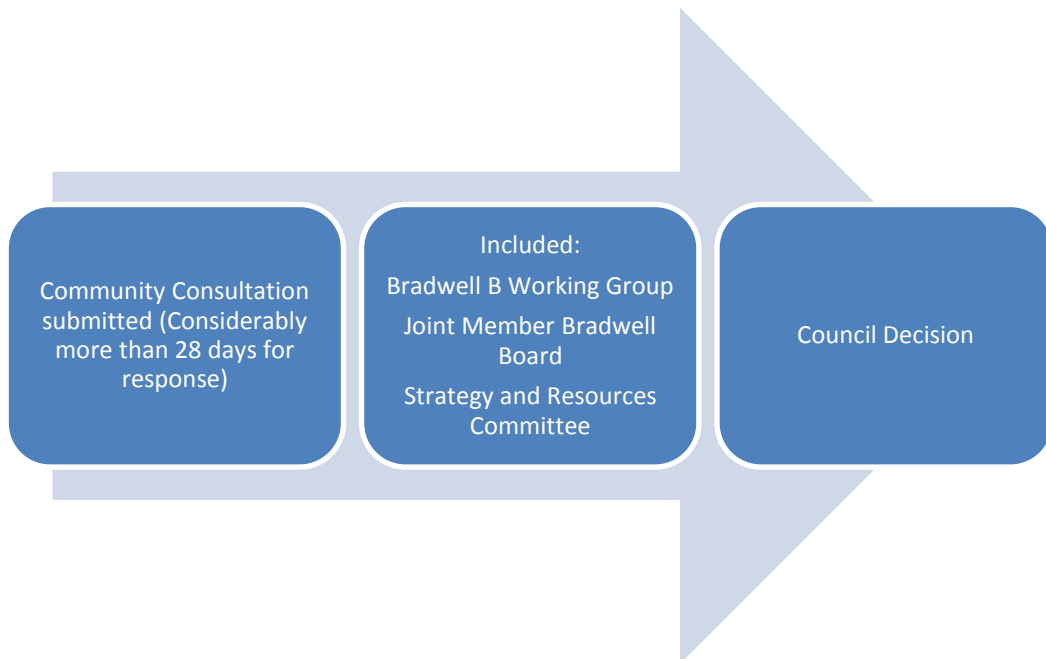 Community Consultation
submitted (Considerably
more than 28 days for
response)
Included:
Bradwell B Working Group
Joint Member Bradwell
Board
Strategy and Resources
Committee
Council Decision